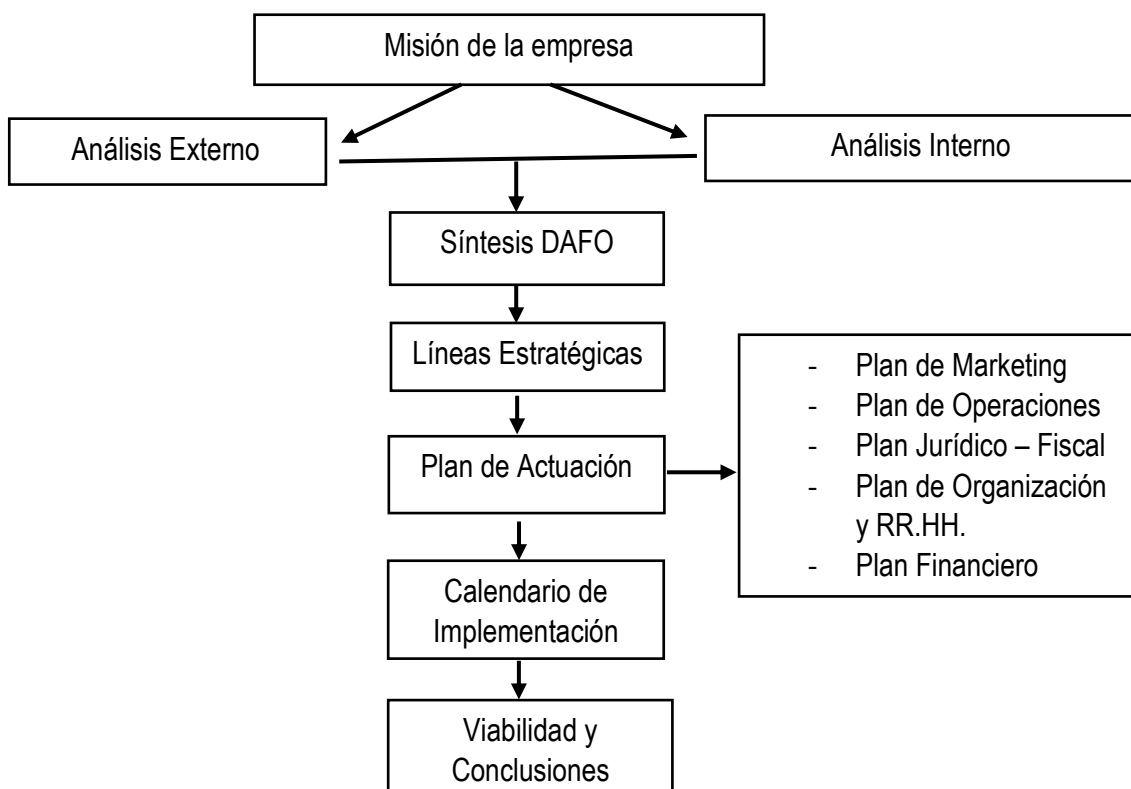 Misión de la empresa
Análisis Externo
Análisis Interno
Síntesis DAFO
Líneas Estratégicas
Plan de Actuación
- Plan de Marketing
- Plan de Operaciones
- Plan Jurídico – Fiscal
- Plan de Organización
y RR.HH.
- Plan Financiero
Calendario de
Implementación
Viabilidad y
Conclusiones